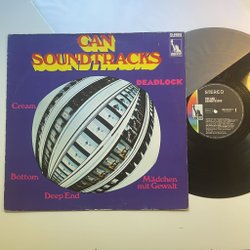 CAN
SOUNDTRACKS
DEADLOCK
Cream
Bottom
Deep End
Mädchen
mit Gewalt
STEREO